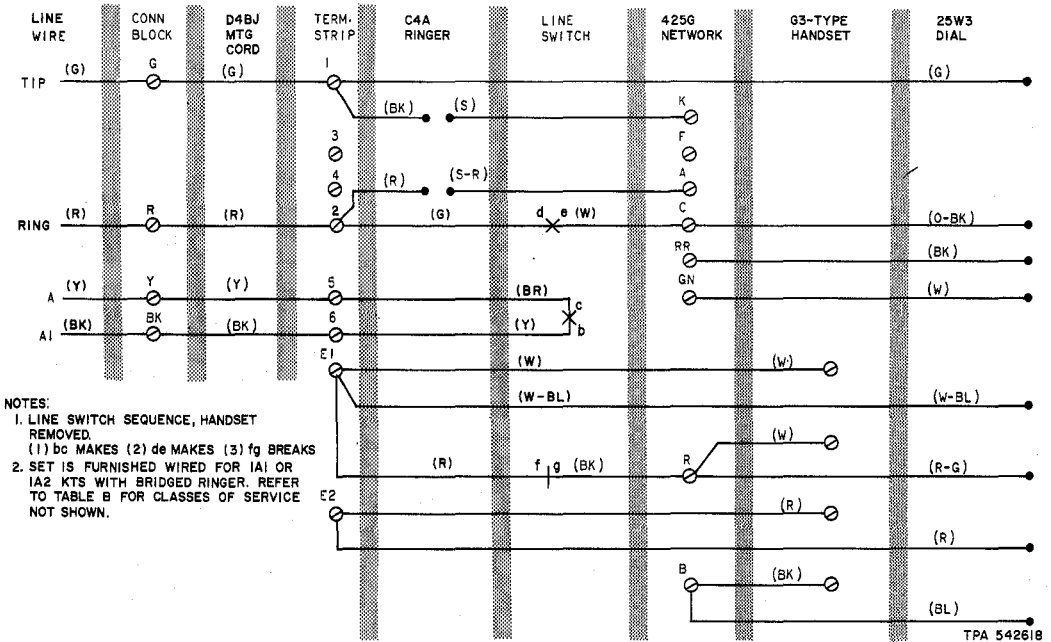 LINE WIRE
CONN BLOCK
D4BJ MTG CORD
TERM. STRIP
C4A RINGER
LINE SWITCH
425G NETWORK
G3-TYPE HANDSET
25W3 DIAL
TIP (G) G (G) 1 (G)
(BK) (S) K
3 F
4 (R) (S-R) A
RING (R) R (R) 2 (G) d e (W) C (O-BK)
RR (BK)
GN (W)
A (Y) Y (Y) 5 (BR)
c
b
A1 (BK) BK (BK) 6 (Y)
E1 (W) (W)
(W-BL) (W-BL)
(W)
(R) f g (BK) R (R-G)
E2 (R)
(R)
B (BK)
(BL)
NOTES:
1. LINE SWITCH SEQUENCE, HANDSET
REMOVED.
(1) bc MAKES (2) de MAKES (3) fg BREAKS
2. SET IS FURNISHED WIRED FOR 1A1 OR
1A2 KTS WITH BRIDGED RINGER. REFER
TO TABLE B FOR CLASSES OF SERVICE
NOT SHOWN.
TPA 542618